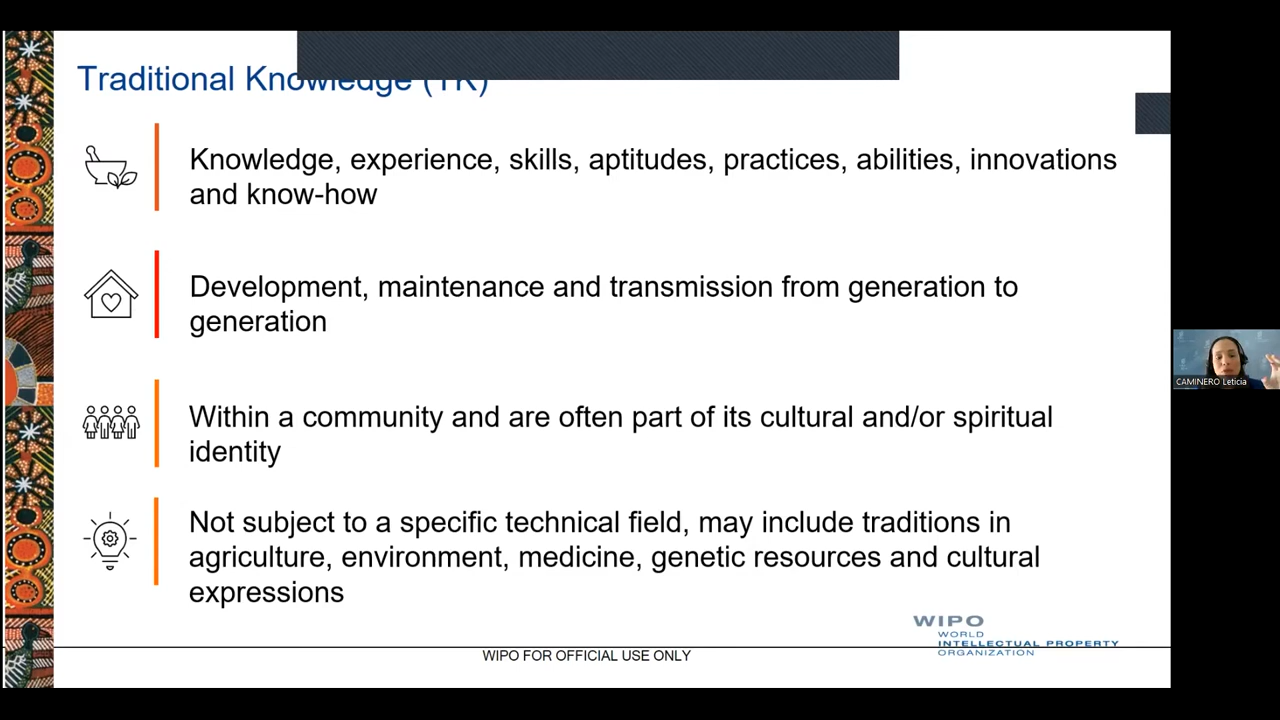 Traditional Knowledge (TK)
Knowledge, experience, skills, aptitudes, practices, abilities, innovations
and know-how
Development, maintenance and transmission from generation to
generation
Within a community and are often part of its cultural and/or spiritual
identity
Not subject to a specific technical field, may include traditions in
agriculture, environment, medicine, genetic resources and cultural
expressions
CAMINERO Leticia
WIPO
WORLD
INTELLECTUAL PROPERTY
ORGANIZATION
WIPO FOR OFFICIAL USE ONLY